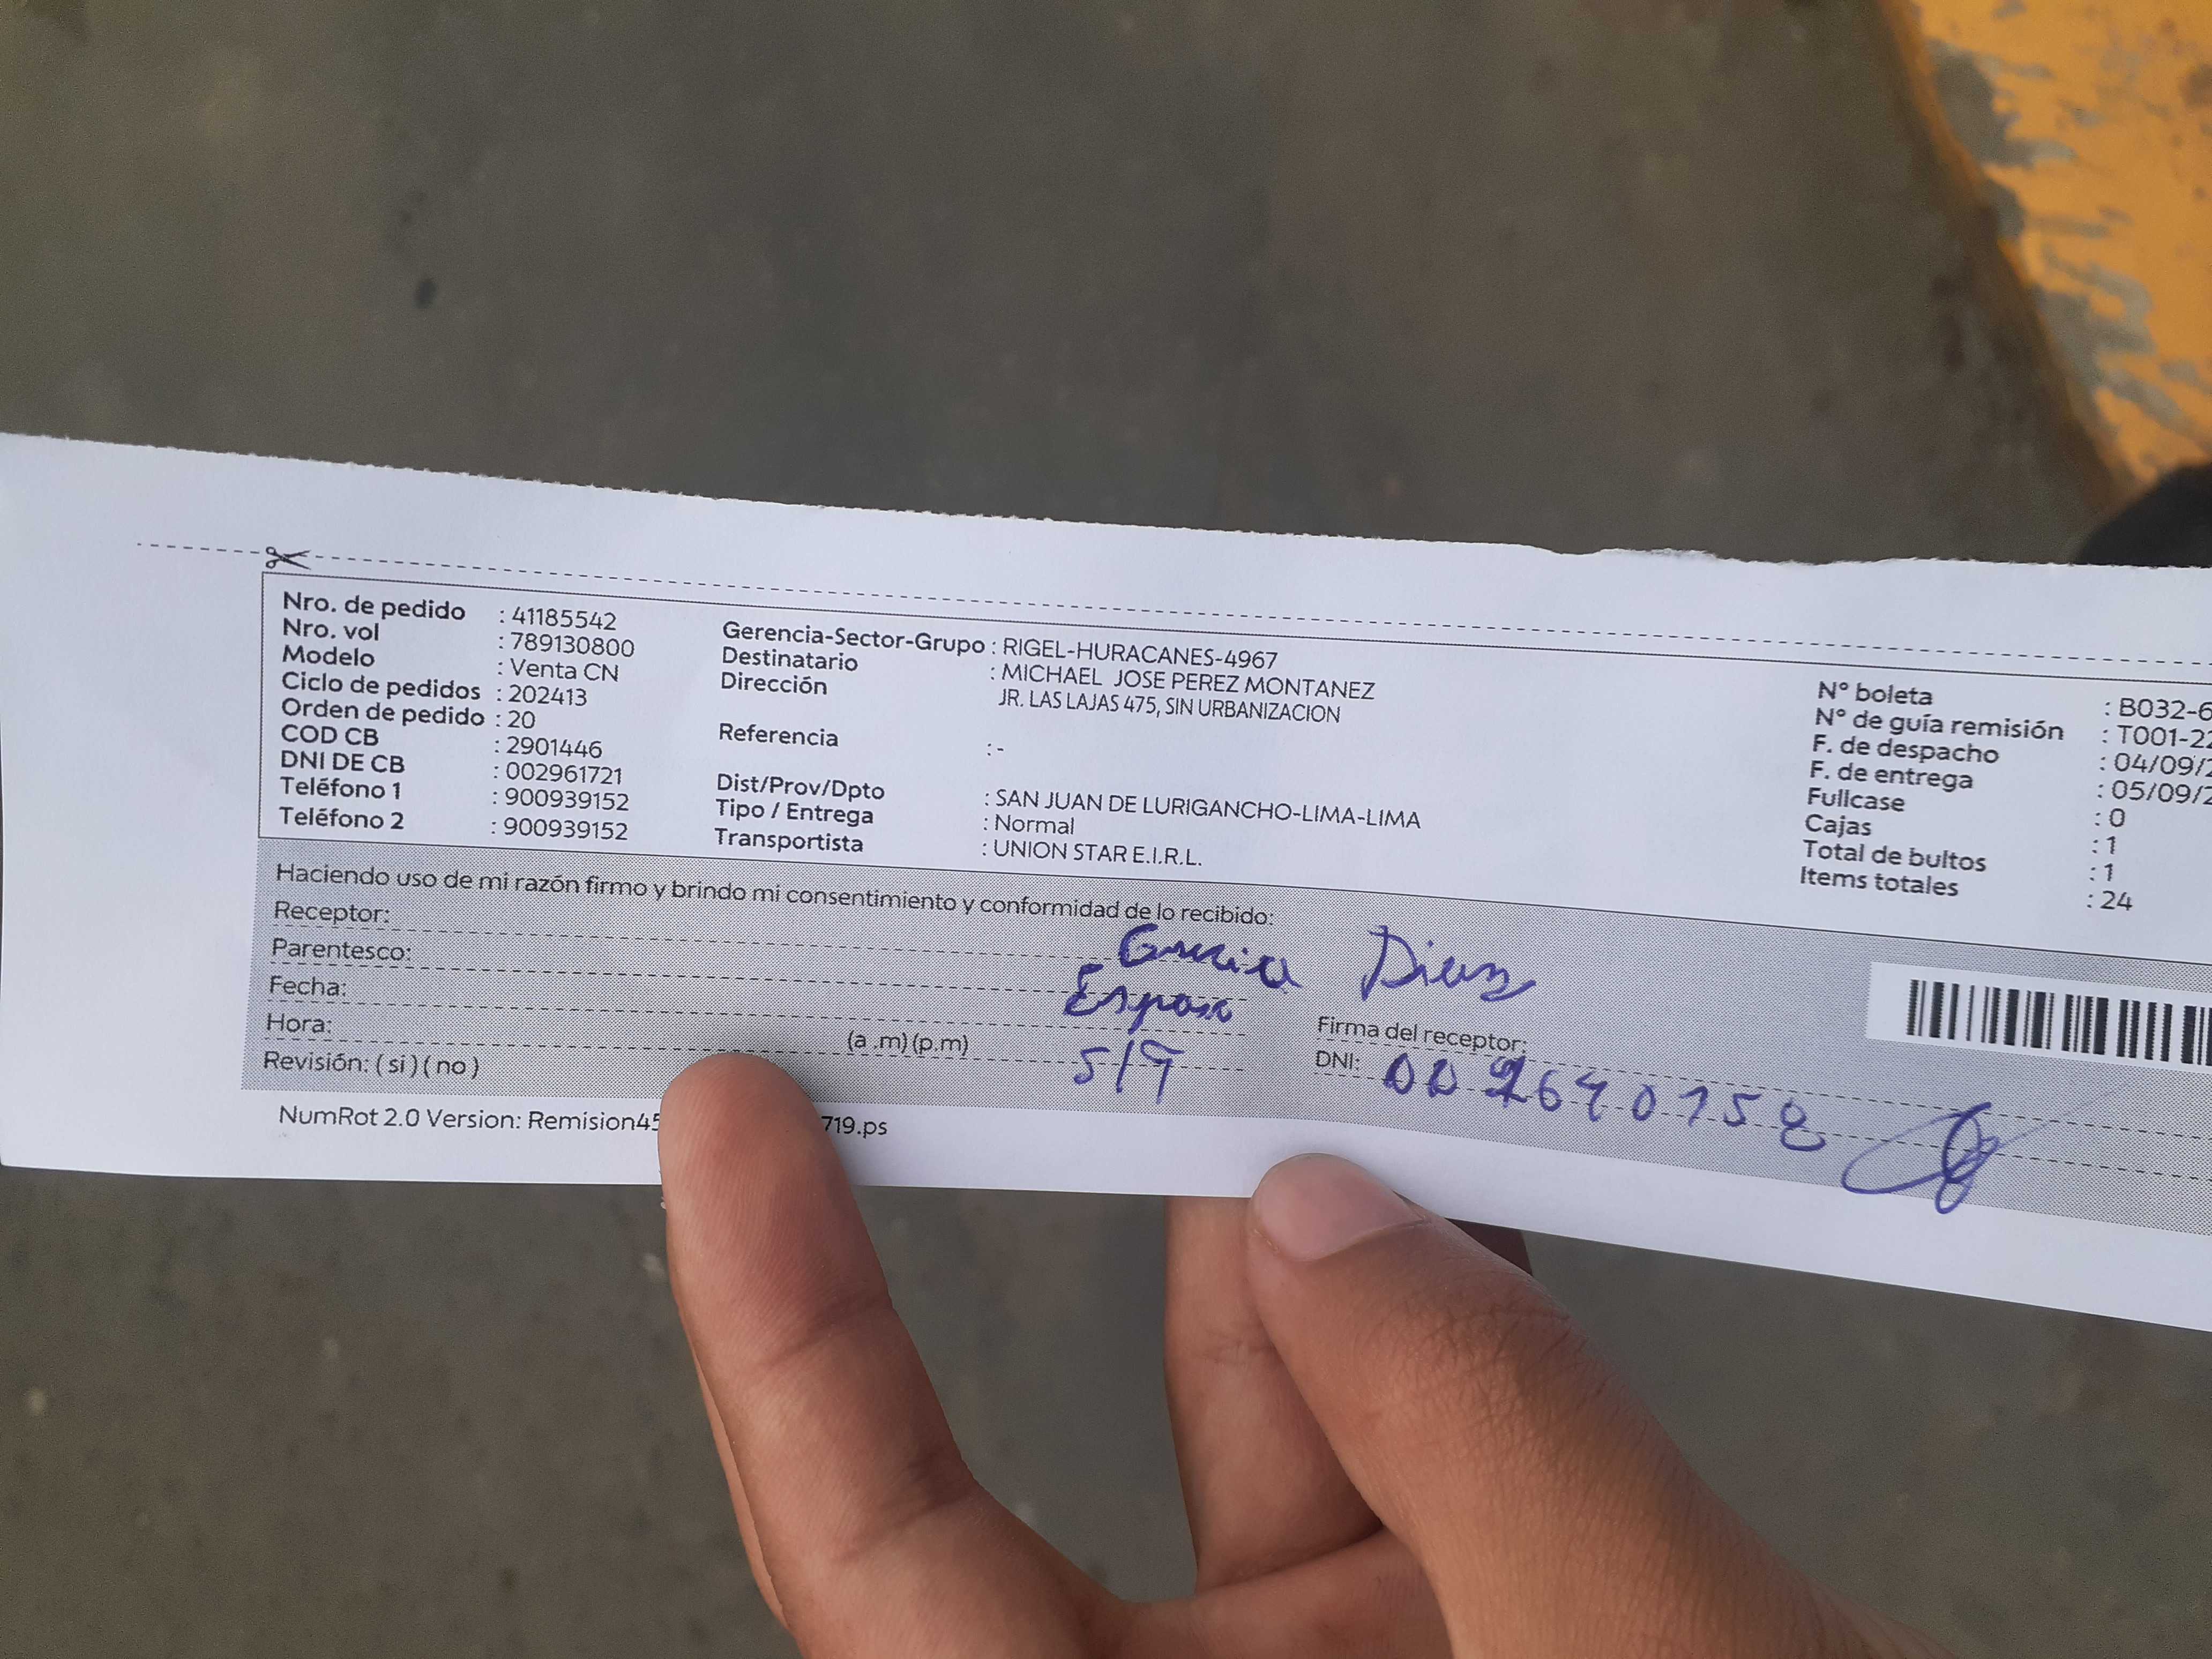 Nro. de pedido : 41185542
Nro. vol : 789130800
Modelo : Venta CN
Ciclo de pedidos : 202413
Orden de pedido : 20
COD CB : 2901446
DNI DE CB : 002961721
Teléfono 1 : 900939152
Teléfono 2 : 900939152
Gerencia-Sector-Grupo : RIGEL-HURACANES-4967
Destinatario : MICHAEL JOSE PEREZ MONTANEZ
Dirección JR. LAS LAJAS 475, SIN URBANIZACION
Referencia : -
Dist/Prov/Dpto : SAN JUAN DE LURIGANCHO-LIMA-LIMA
Tipo / Entrega : Normal
Transportista : UNION STAR E.I.R.L.
N° boleta : B032-6
N° de guía remisión : T001-22
F. de despacho : 04/09/2
F. de entrega : 05/09/2
Fullcase : 0
Cajas : 1
Total de bultos : 1
Items totales : 24
Haciendo uso de mi razón firmo y brindo mi consentimiento y conformidad de lo recibido:
Receptor: Diaz
Parentesco: Esposa
Fecha: 5/9
Hora: (a .m) (p.m)
Revisión: ( si ) ( no )
Firma del receptor:
DNI: 002640758
NumRot 2.0 Version: Remision45 719.ps